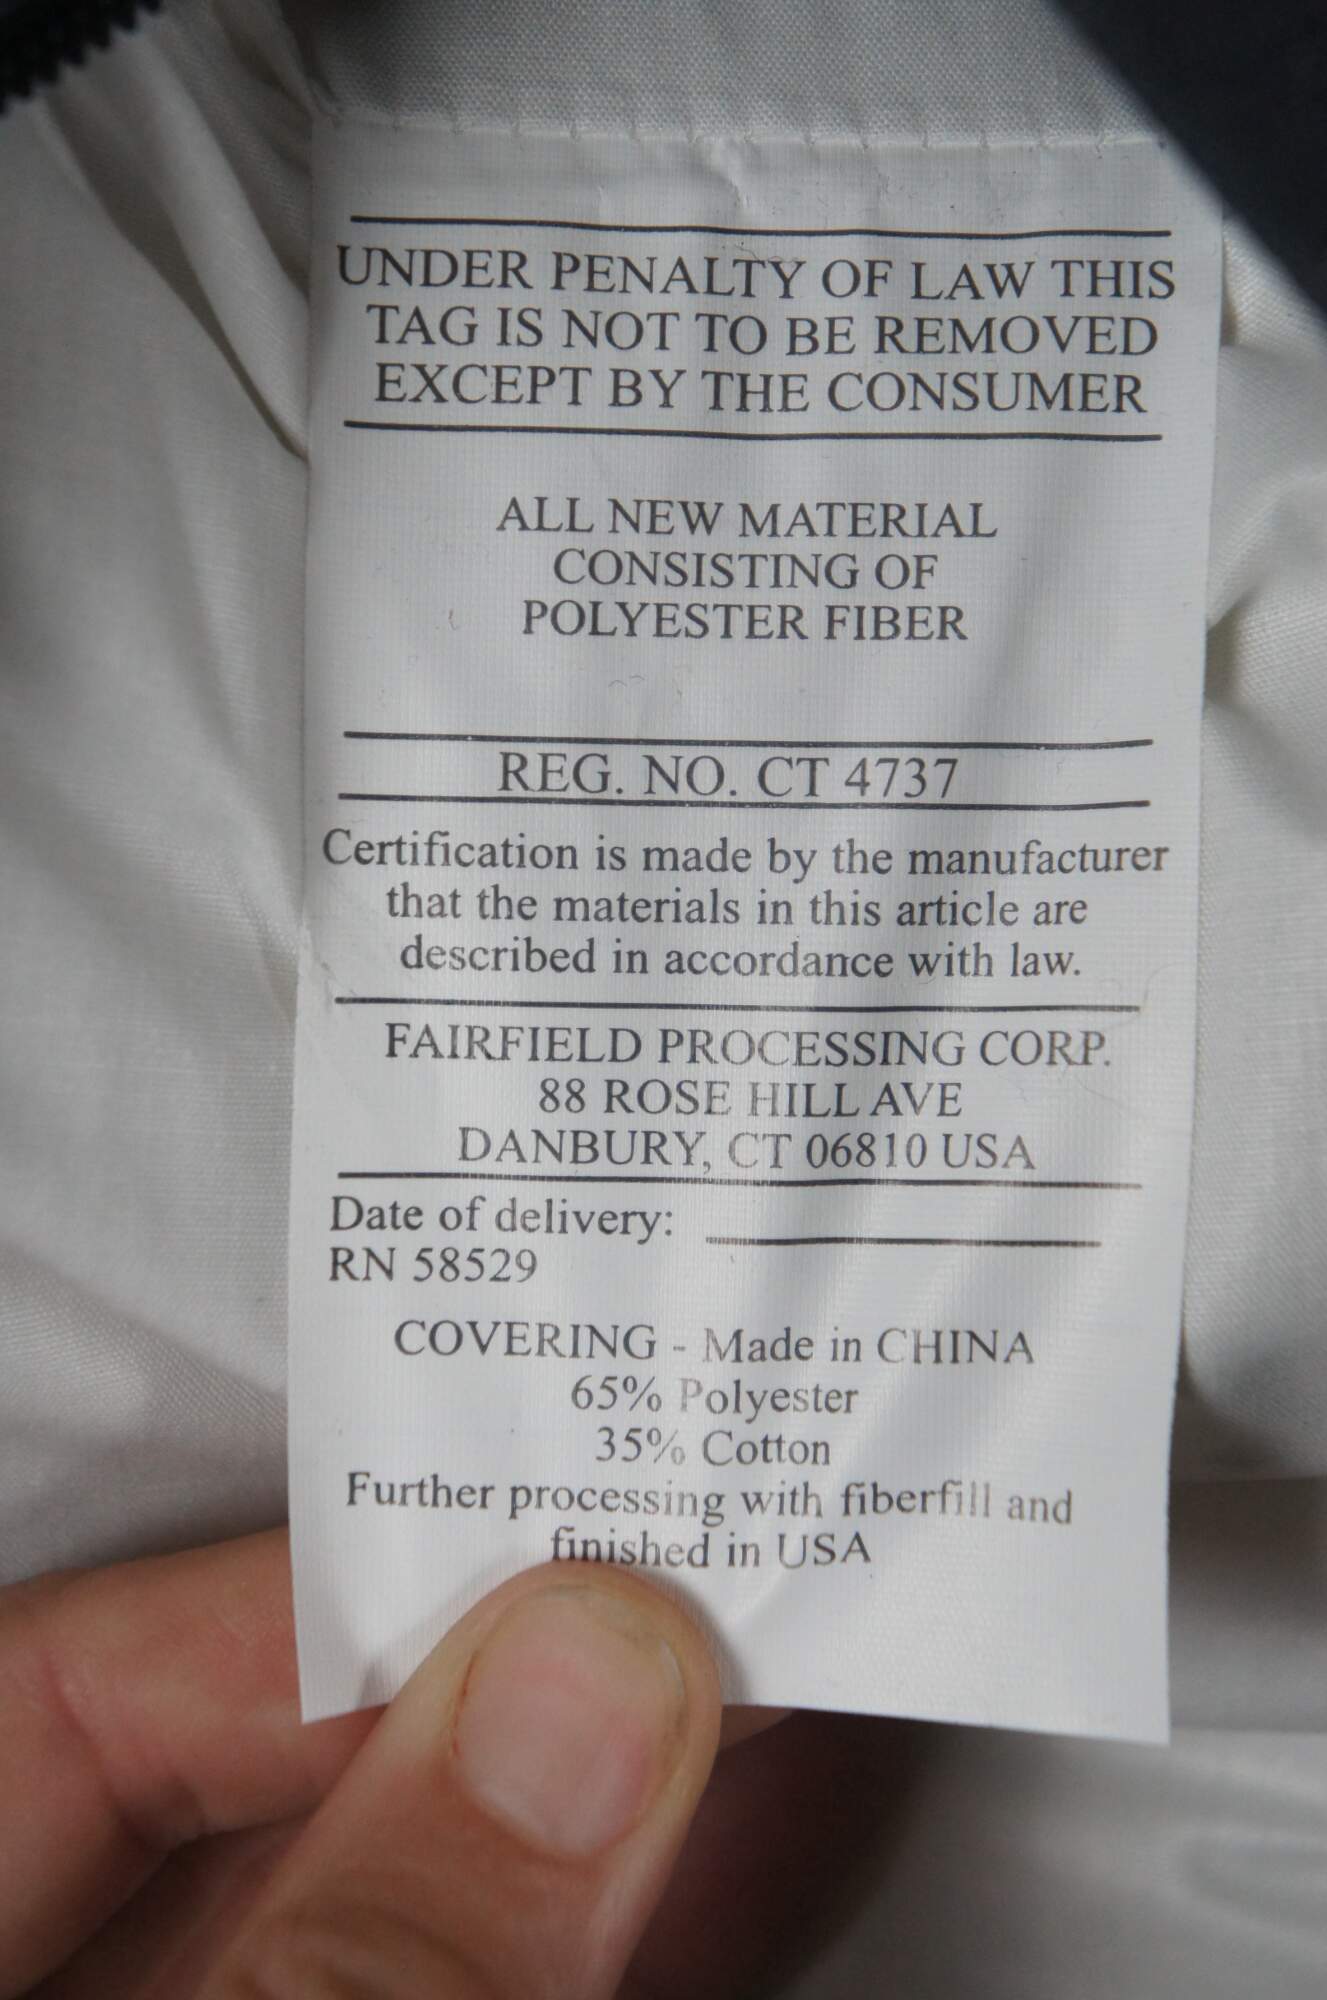 UNDER PENALTY OF LAW THIS
TAG IS NOT TO BE REMOVED
EXCEPT BY THE CONSUMER
ALL NEW MATERIAL
CONSISTING OF
POLYESTER FIBER
REG. NO. CT 4737
Certification is made by the manufacturer
that the materials in this article are
described in accordance with law.
FAIRFIELD PROCESSING CORP.
88 ROSE HILL AVE
DANBURY, CT 06810 USA
Date of delivery:
RN 58529
COVERING - Made in CHINA
65% Polyester
35% Cotton
Further processing with fiberfill and
finished in USA